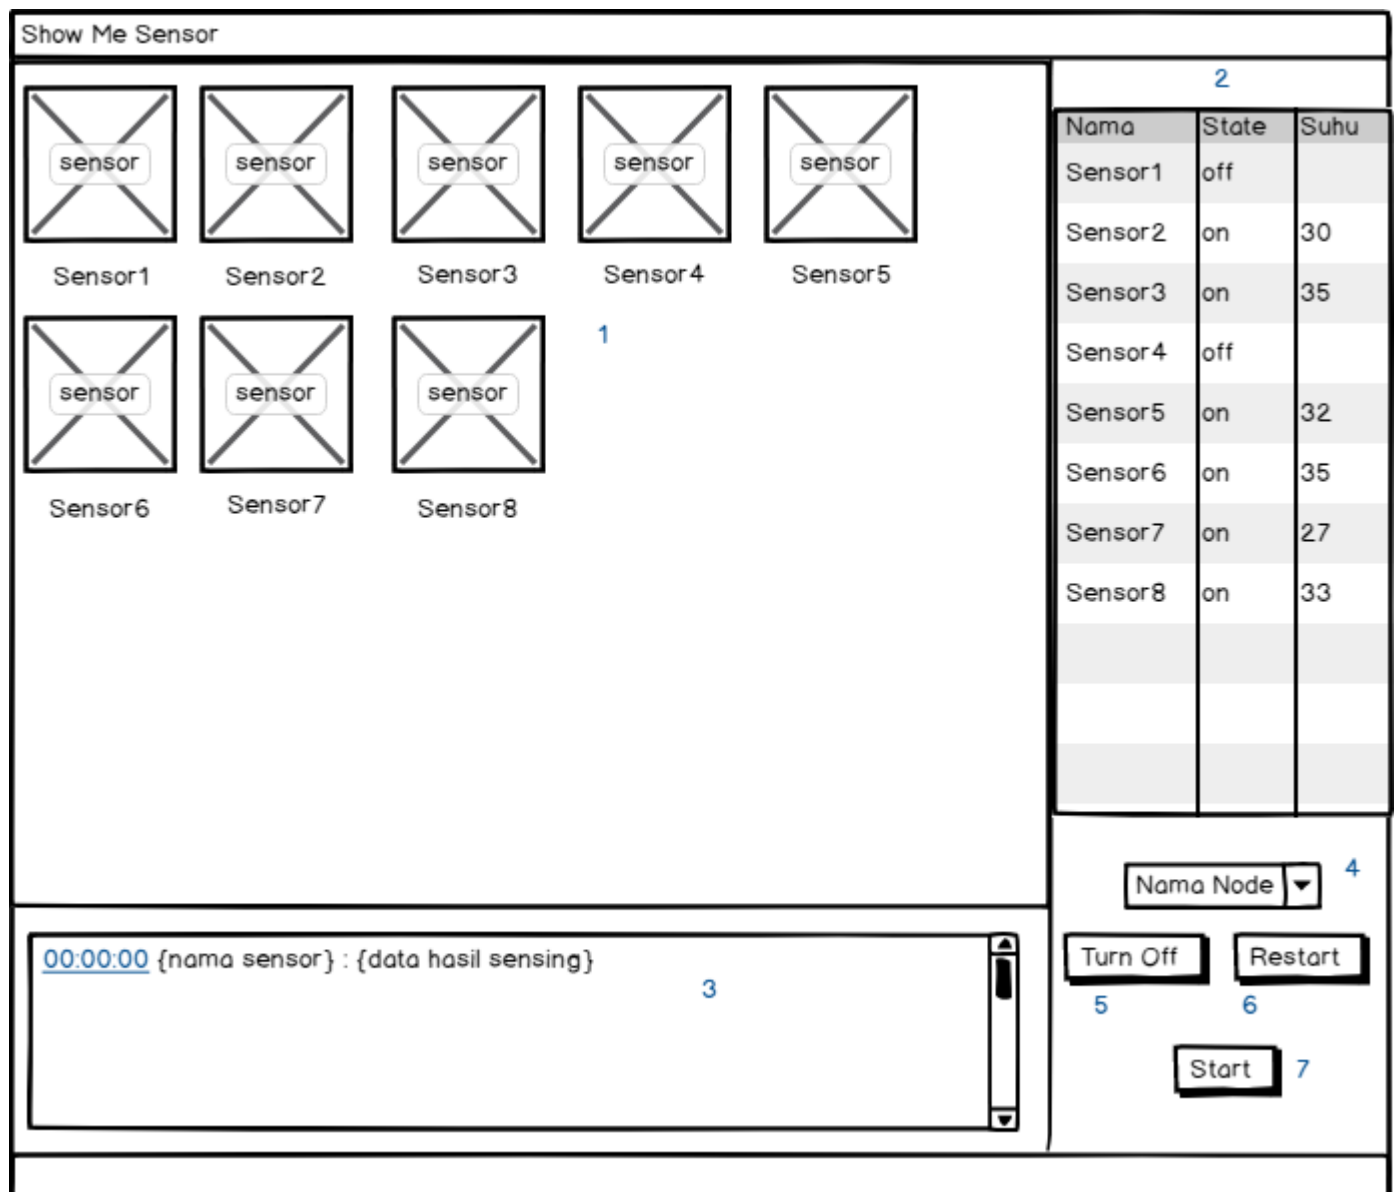 Show Me Sensor
sensor sensor sensor sensor sensor
Sensor1 Sensor2 Sensor3 Sensor4 Sensor5
sensor sensor sensor
Sensor6 Sensor7 Sensor8
1
2
Nama State Suhu
Sensor1 off
Sensor2 on 30
Sensor3 on 35
Sensor4 off
Sensor5 on 32
Sensor6 on 35
Sensor7 on 27
Sensor8 on 33
00:00:00 {nama sensor} : {data hasil sensing}
3
Nama Node 4
Turn Off Restart
5 6
Start 7